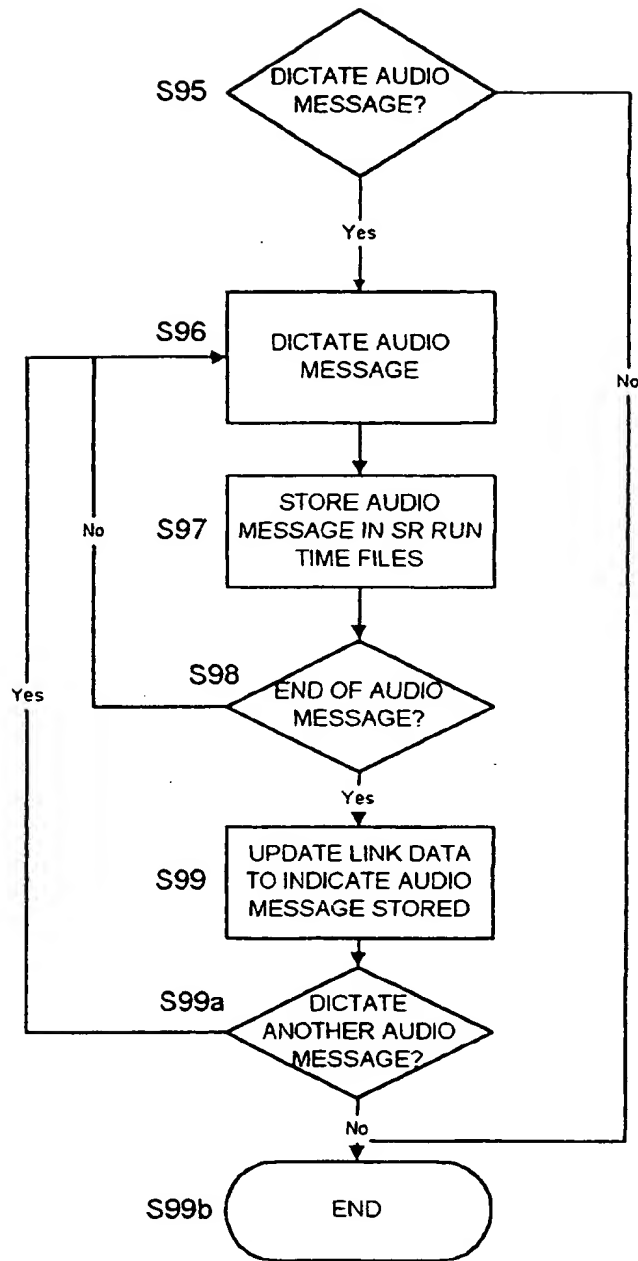 S95
DICTATE AUDIO
MESSAGE?
Yes
S96
DICTATE AUDIO
MESSAGE
No
S97
STORE AUDIO
MESSAGE IN SR RUN
TIME FILES
No
S98
END OF AUDIO
MESSAGE?
Yes
Yes
S99
UPDATE LINK DATA
TO INDICATE AUDIO
MESSAGE STORED
S99a
DICTATE
ANOTHER AUDIO
MESSAGE?
No
S99b
END